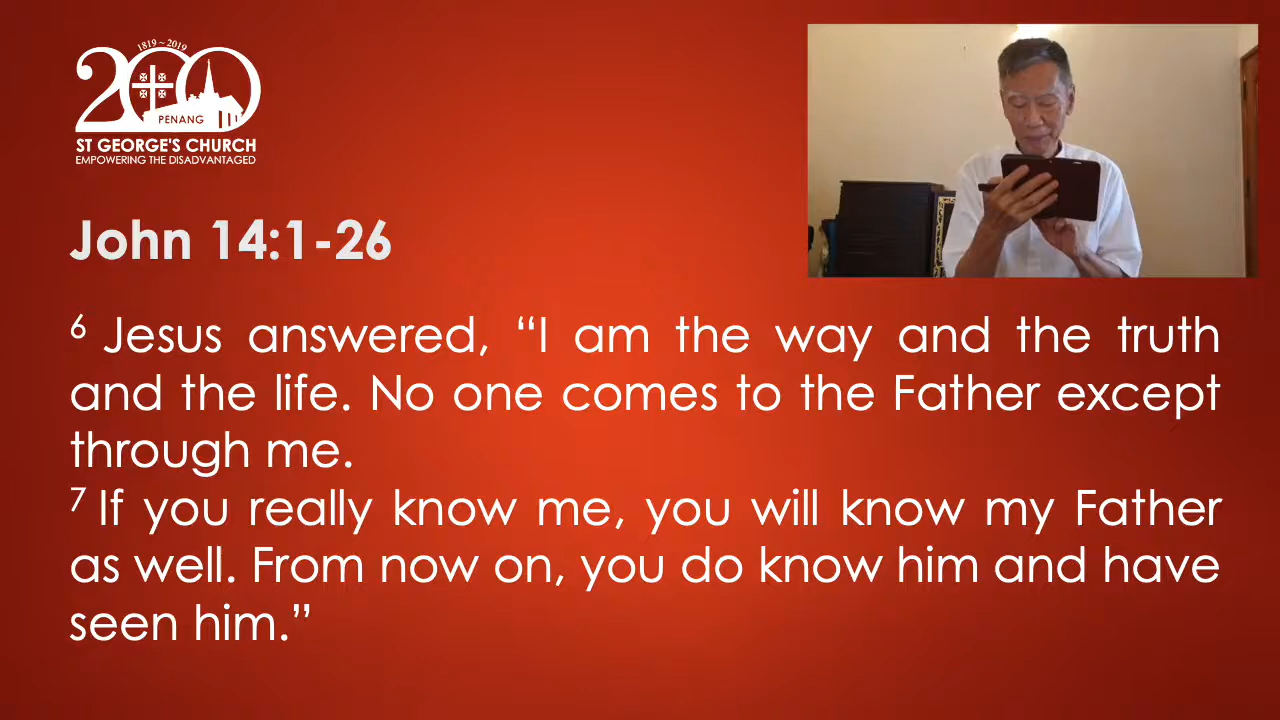 1819 ~ 2019
200
PENANG
ST GEORGE'S CHURCH
EMPOWERING THE DISADVANTAGED
John 14:1-26
6 Jesus answered, “I am the way and the truth
and the life. No one comes to the Father except
through me.
7 If you really know me, you will know my Father
as well. From now on, you do know him and have
seen him.”